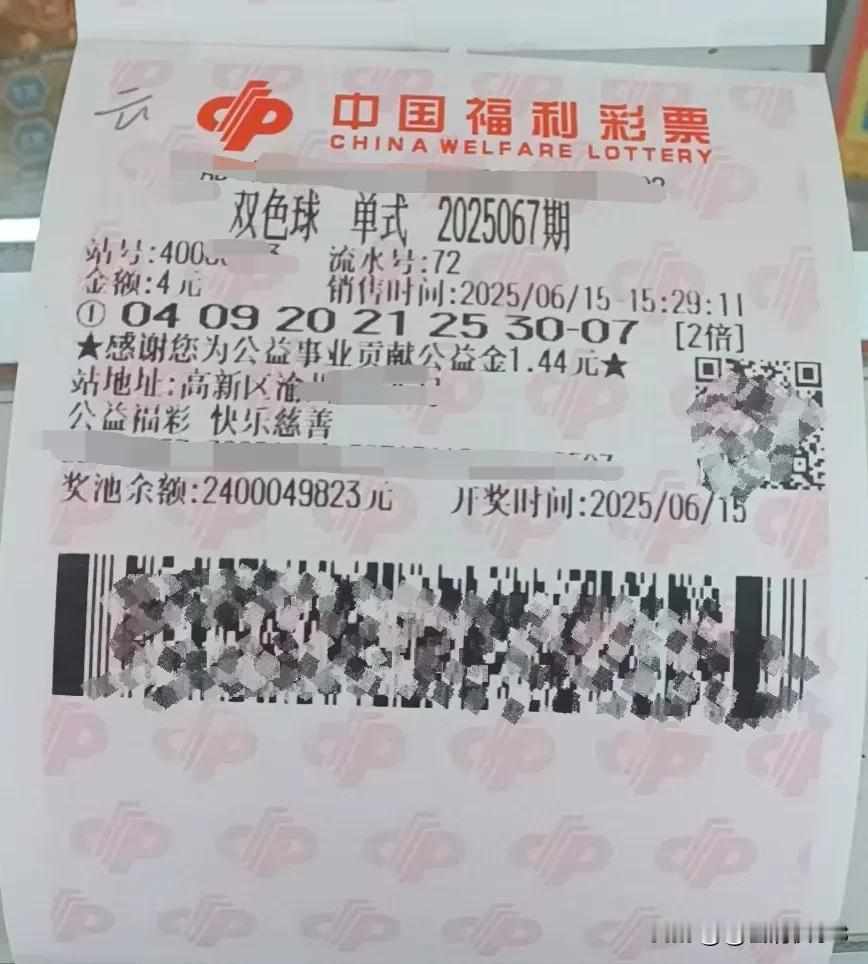 云
中国福利彩票
CHINA WELFARE LOTTERY
双色球 单式 2025067期
站号:400 流水号:72
金额:4元 销售时间:2025/06/15-15:29:11
① 04 09 20 21 25 30-07 [2倍]
★感谢您为公益事业贡献公益金1.44元★
站地址:高新区渝
公益福彩 快乐慈善
奖池余额:2400049823元 开奖时间:2025/06/15